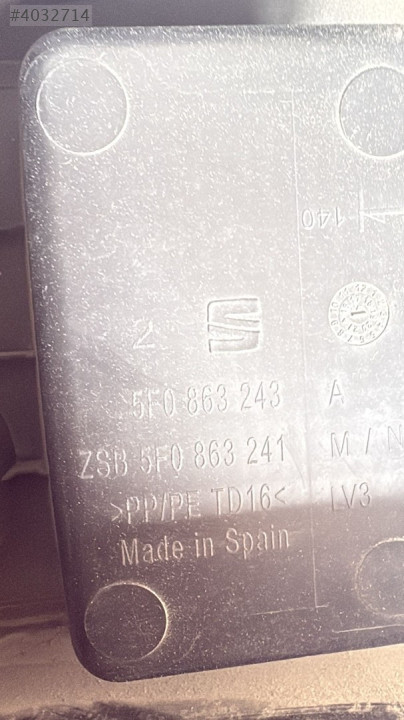 #4032714
140
2
5F0 863 243 A
ZSB 5F0 863 241 M / N
>PP/PE TD16< LV3
Made in Spain